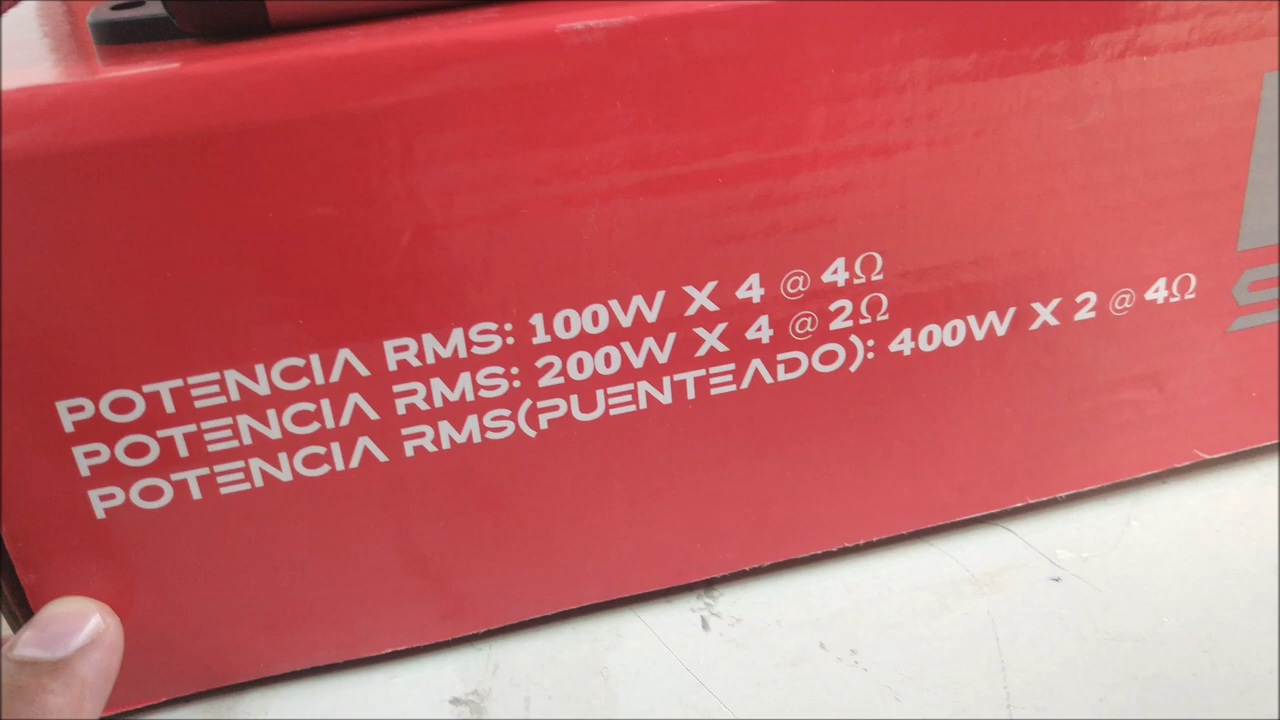 POTENCIA RMS: 100W X 4 @ 4Ω
POTENCIA RMS: 200W X 4 @ 2Ω
POTENCIA RMS(PUENTEADO): 400W X 2 @ 4Ω